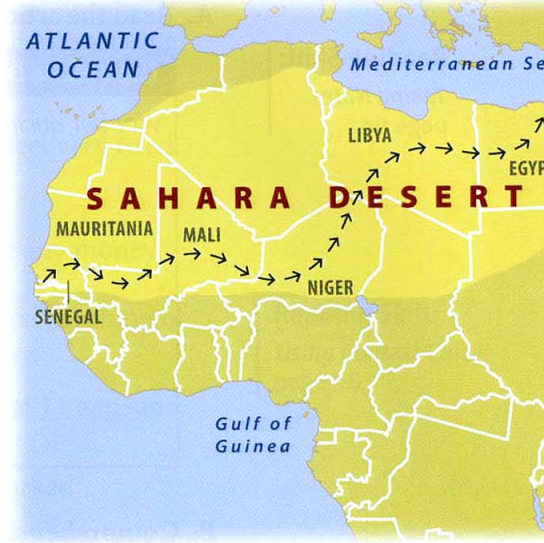 ATLANTIC
OCEAN
Mediterranean Se
LIBYA
EGYP
SAHARA DESERT
MAURITANIA
MALI
NIGER
SENEGAL
Gulf of
Guinea